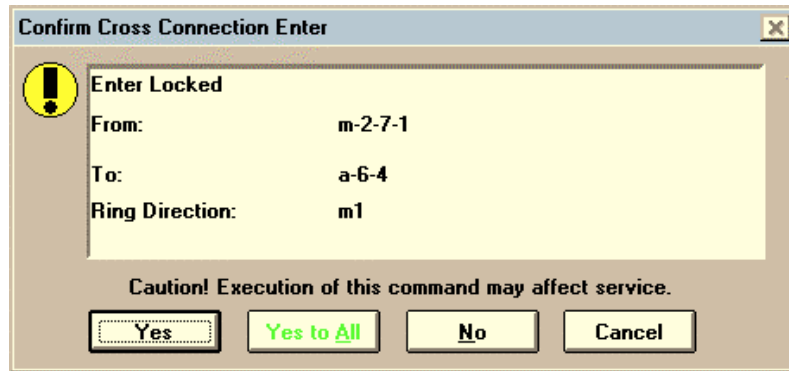 Confirm Cross Connection Enter
Enter Locked
From: m-2-7-1
To: a-6-4
Ring Direction: m1
Caution! Execution of this command may affect service.
Yes Yes to All No Cancel